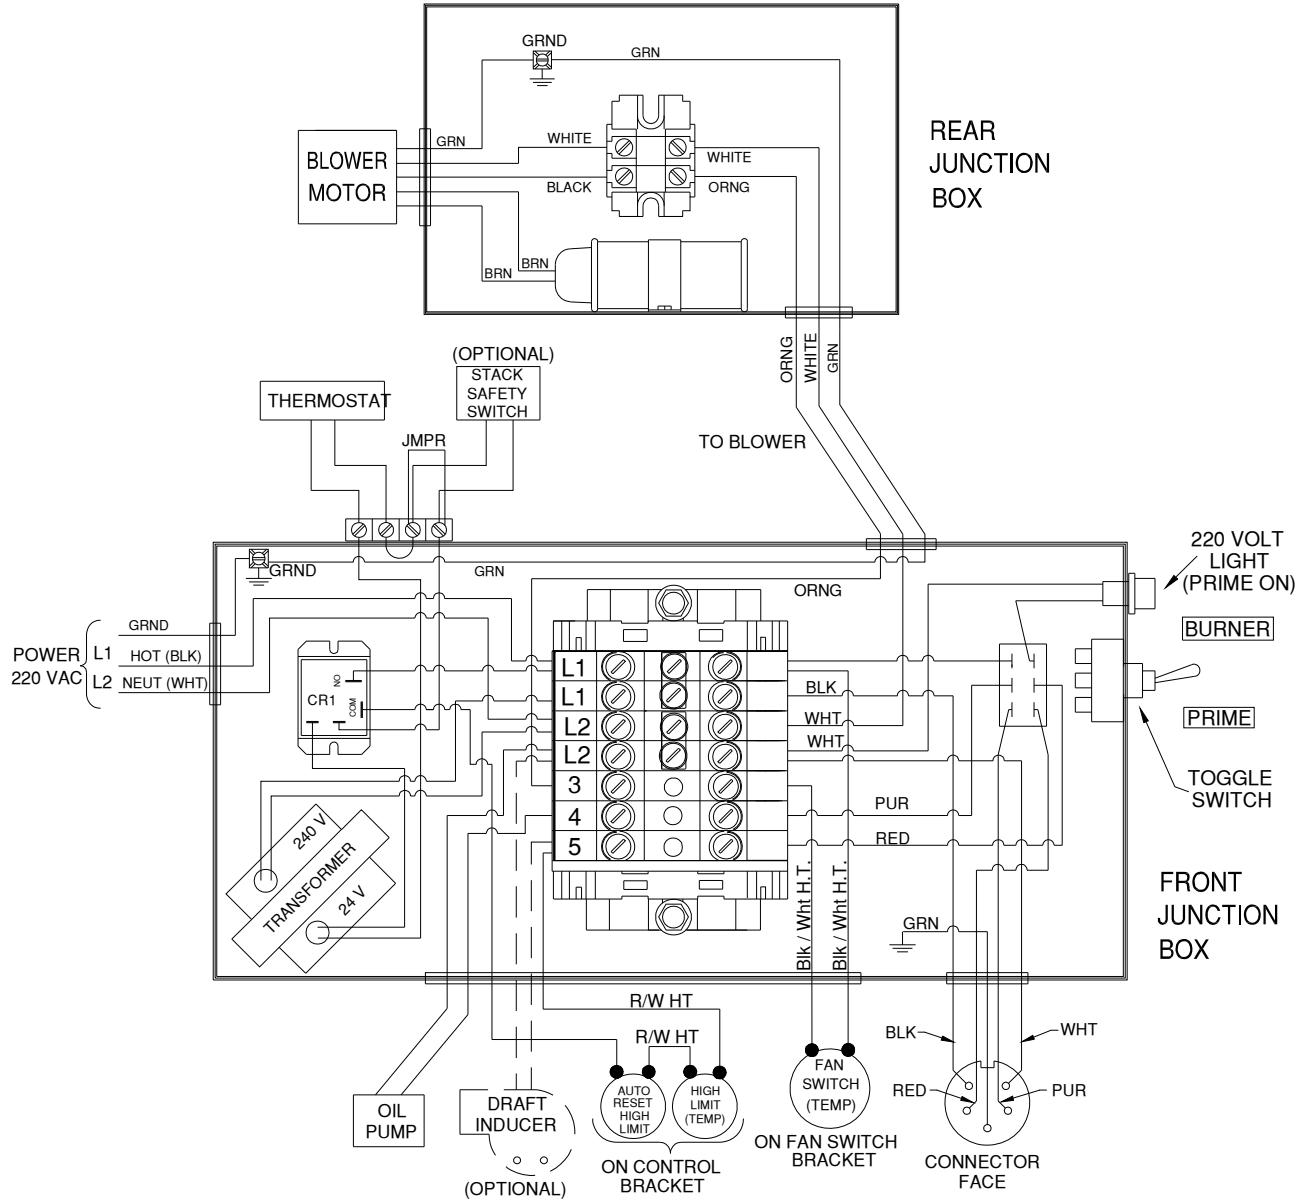 GRND
GRN
GRN
WHITE
WHITE
BLACK
ORNG
BLOWER
MOTOR
BRN
BRN
REAR
JUNCTION
BOX
ORNG
WHITE
GRN
(OPTIONAL)
STACK
SAFETY
SWITCH
THERMOSTAT
JMPR
TO BLOWER
GRND
GRN
ORNG
220 VOLT
LIGHT
(PRIME ON)
BURNER
PRIME
TOGGLE
SWITCH
POWER
220 VAC
GRND
L1
HOT (BLK)
L2
NEUT (WHT)
CR1
NO
COM
L1
L1
L2
L2
3
4
5
BLK
WHT
WHT
PUR
RED
240 V
TRANSFORMER
24 V
Blk / Wht H.T.
Blk / Wht H.T.
GRN
FRONT
JUNCTION
BOX
R/W HT
R/W HT
BLK
WHT
RED
PUR
OIL
PUMP
DRAFT
INDUCER
(OPTIONAL)
AUTO
RESET
HIGH
LIMIT
HIGH
LIMIT
(TEMP)
ON CONTROL
BRACKET
FAN
SWITCH
(TEMP)
ON FAN SWITCH
BRACKET
CONNECTOR
FACE